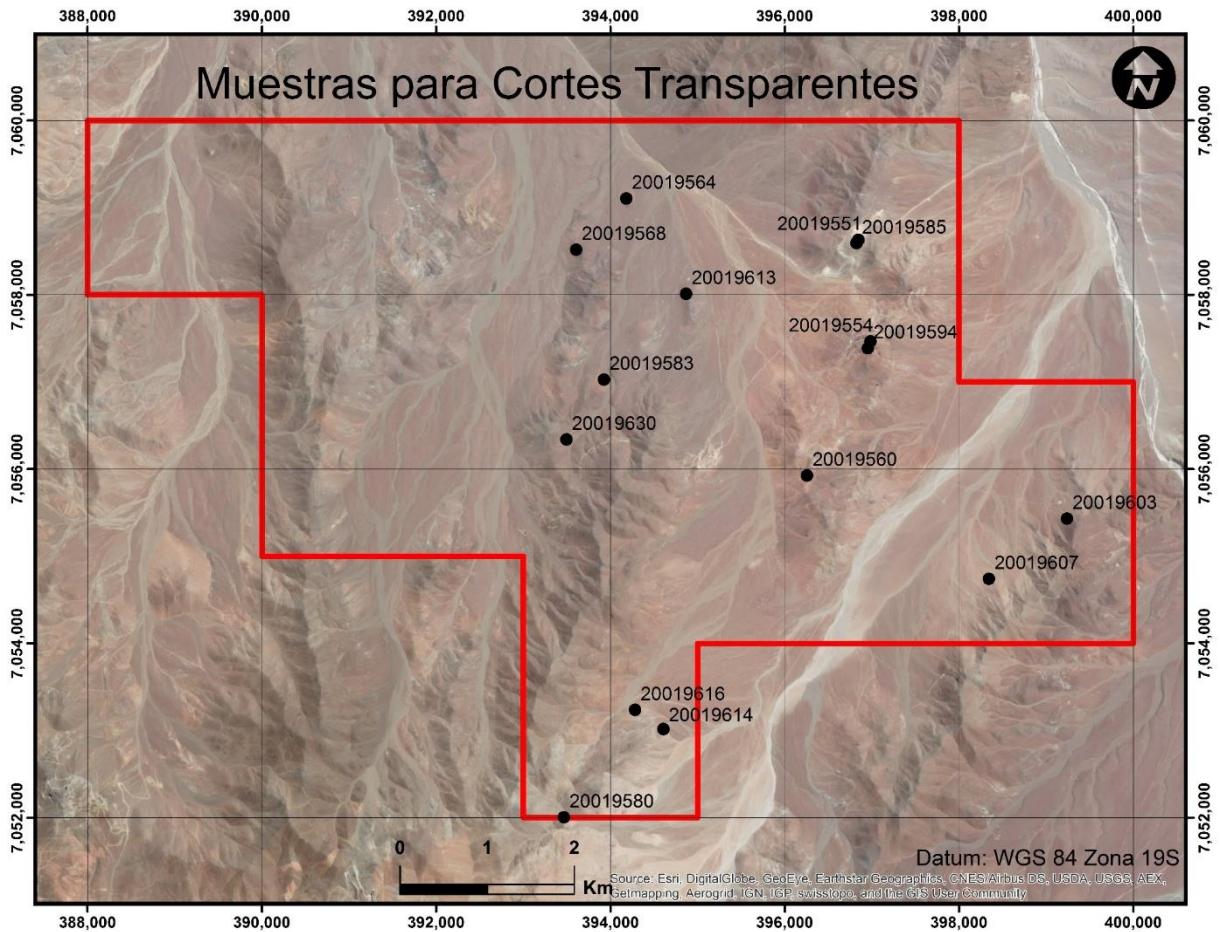 388,000 390,000 392,000 394,000 396,000 398,000 400,000
Muestras para Cortes Transparentes
N
7,060,000 7,060,000
20019564
20019551 20019585
20019568
20019613
7,058,000 7,058,000
20019554 20019594
20019583
20019630
20019560
7,056,000 7,056,000
20019603
20019607
7,054,000 7,054,000
20019616
20019614
20019580
7,052,000 7,052,000
0 1 2
Km
Datum: WGS 84 Zona 19S
Source: Esri, DigitalGlobe, GeoEye, Earthstar Geographics, CNES/Airbus DS, USDA, USGS, AEX,
Getmapping, Aerogrid, IGN, IGP, swisstopo, and the GIS User Community
388,000 390,000 392,000 394,000 396,000 398,000 400,000